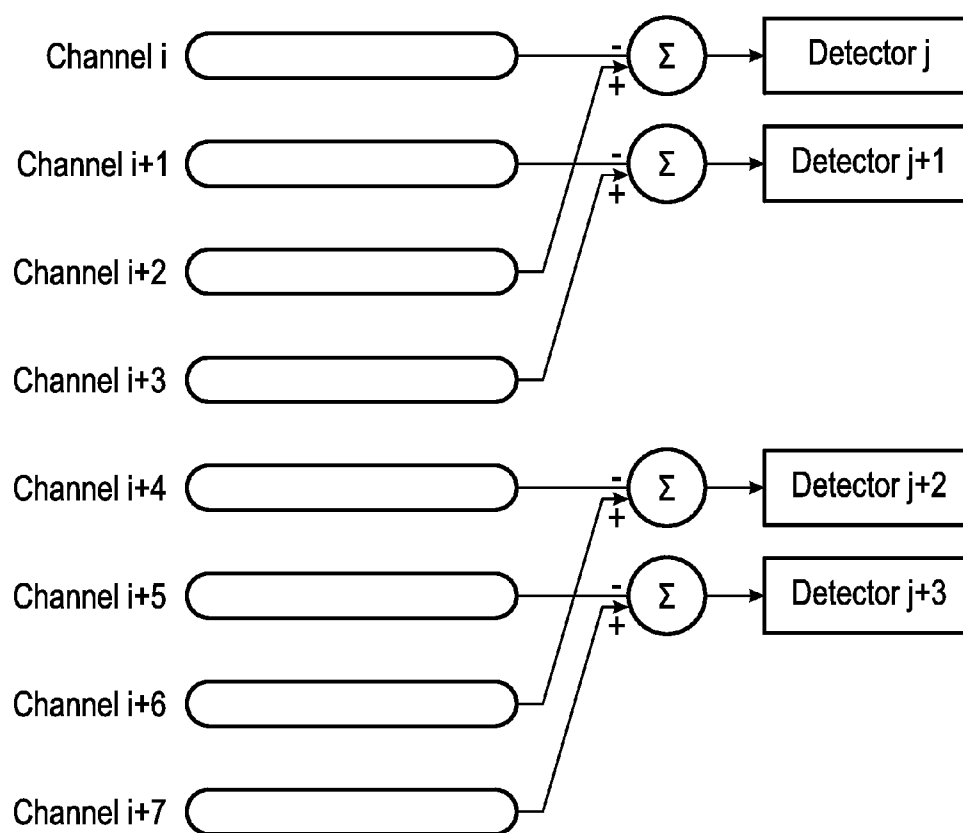 Channel i
-
+
Σ
Detector j
Channel i+1
-
+
Σ
Detector j+1
Channel i+2
Channel i+3
Channel i+4
-
+
Σ
Detector j+2
Channel i+5
-
+
Σ
Detector j+3
Channel i+6
Channel i+7